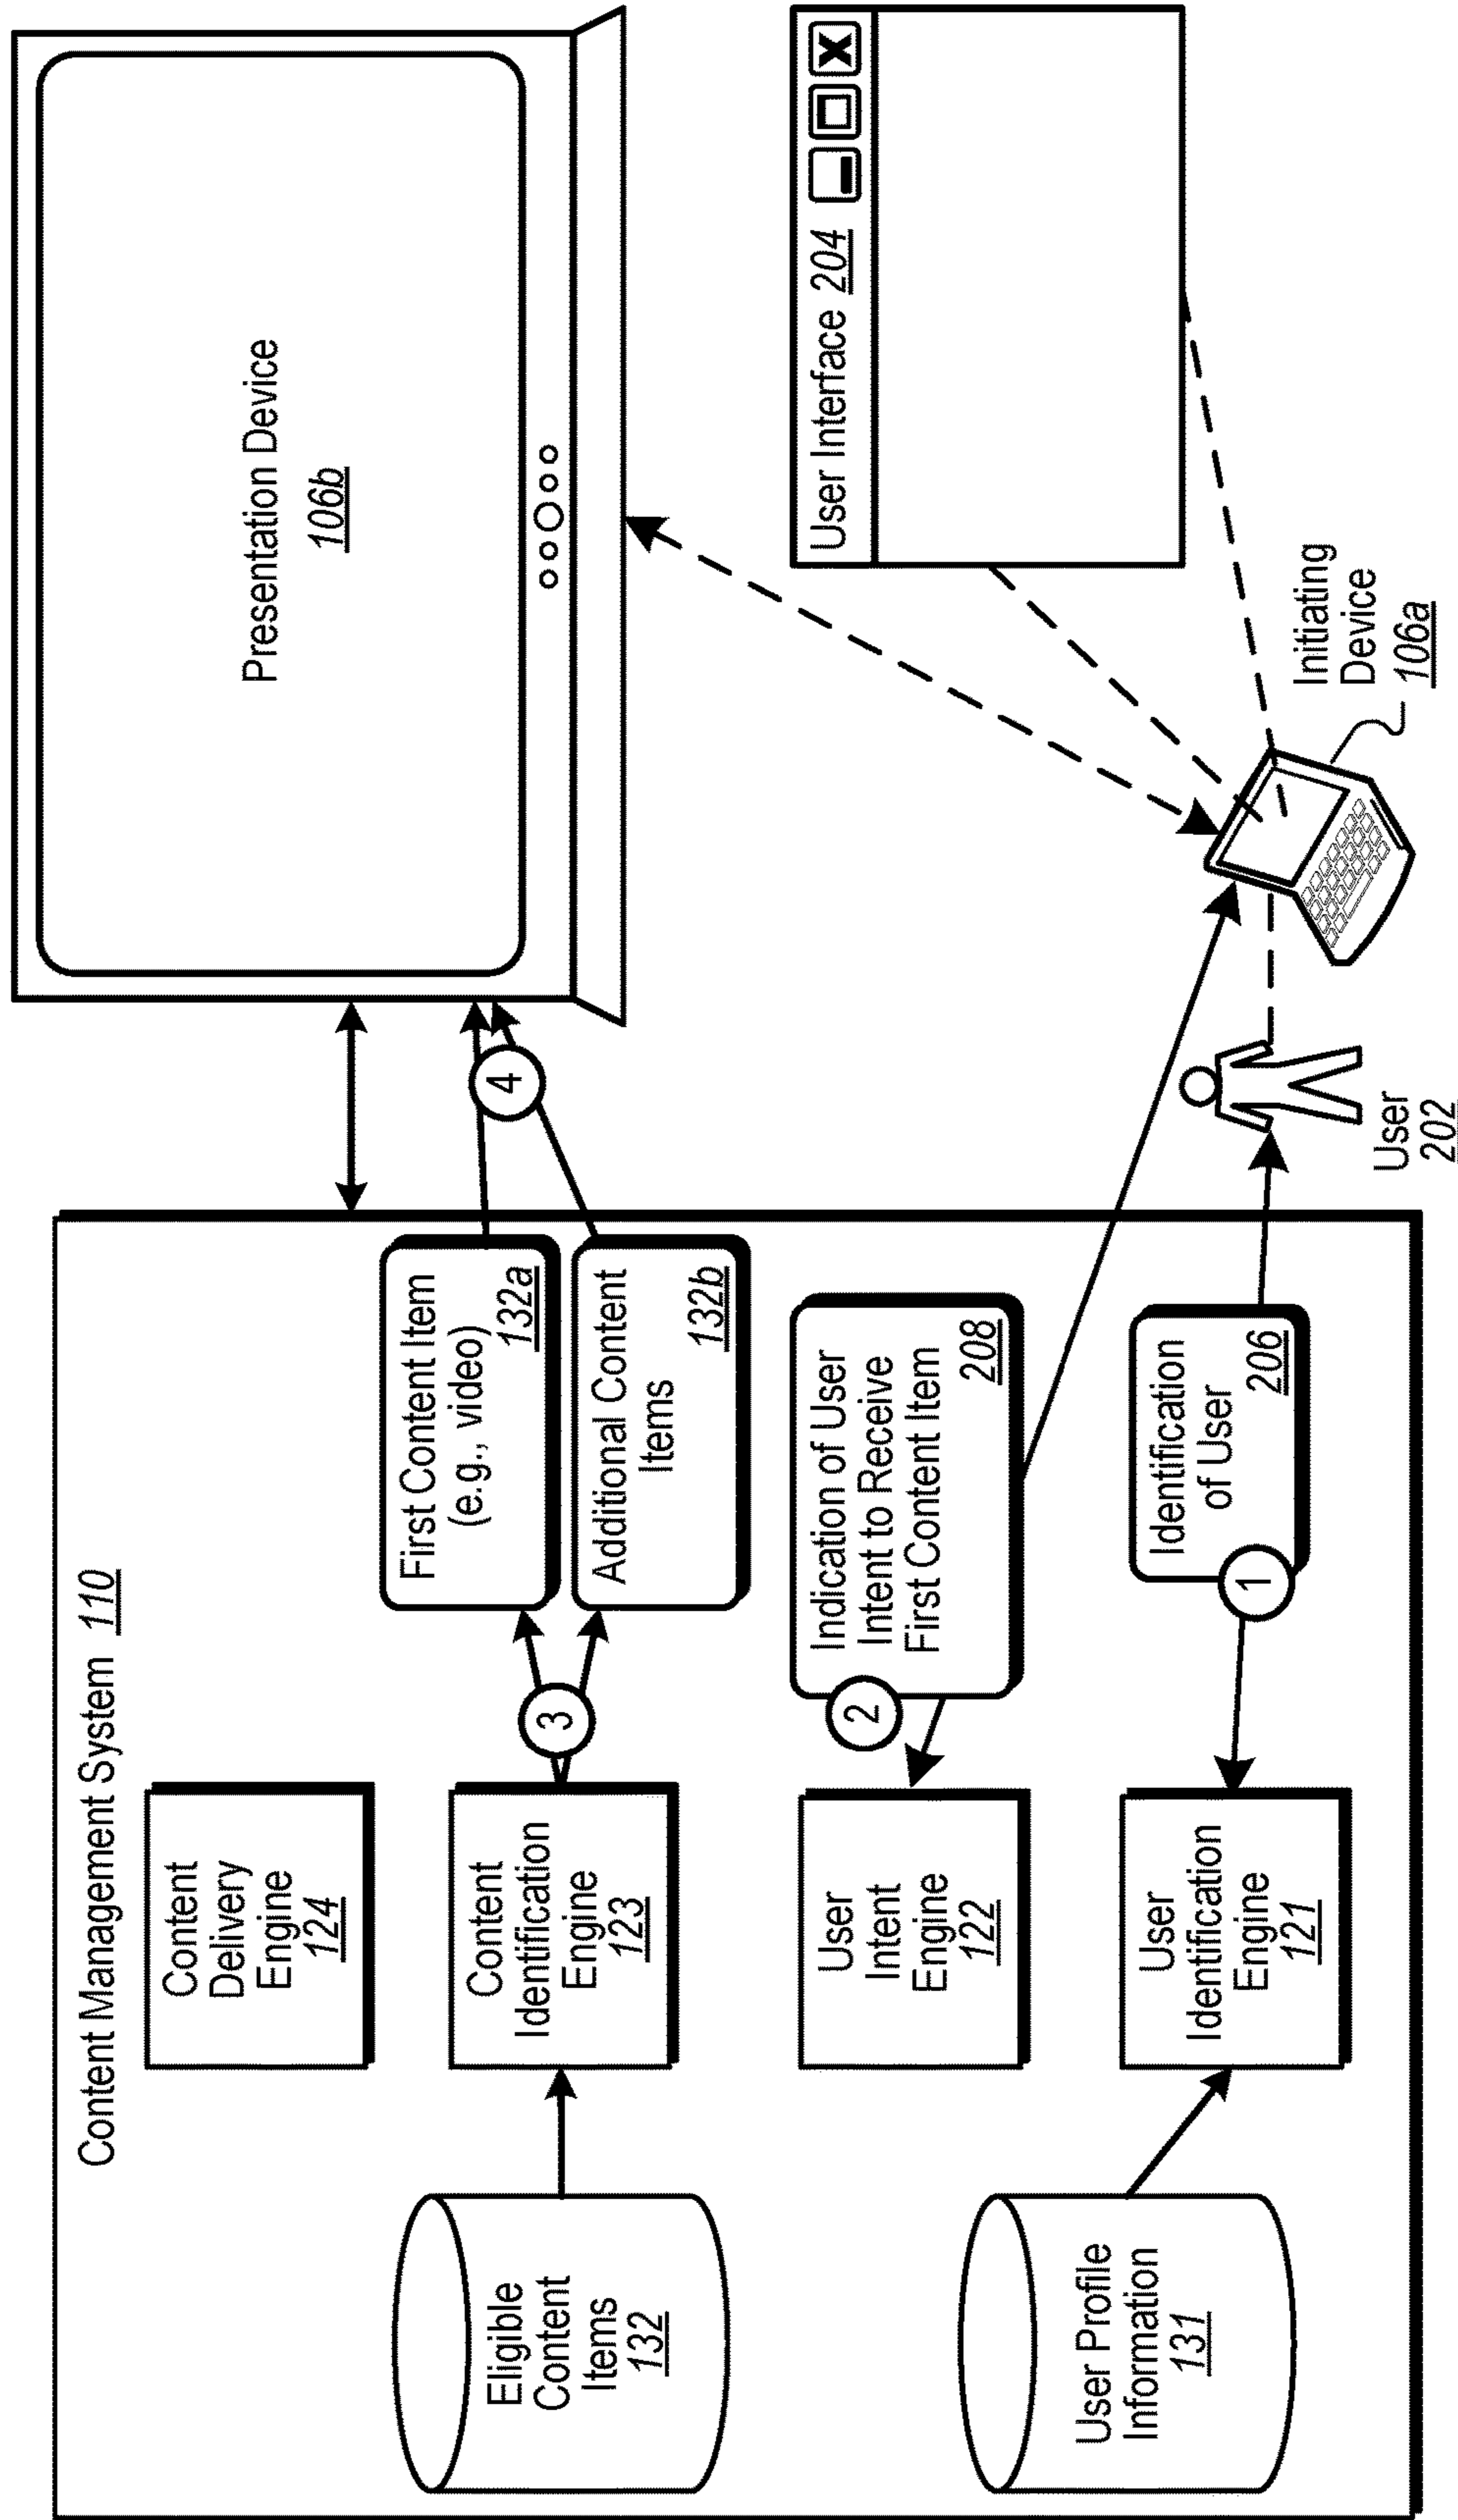 Content Management System 110
Eligible
Content
Items
132
User Profile
Information
131
Content
Delivery
Engine
124
Content
Identification
Engine
123
User
Intent
Engine
122
User
Identification
Engine
121
3
First Content Item
(e.g., video)
132a
Additional Content
Items
132b
2
Indication of User
Intent to Receive
First Content Item
208
1
Identification
of User
206
4
User
202
Presentation Device
106b
User Interface 204
Initiating
Device
106a